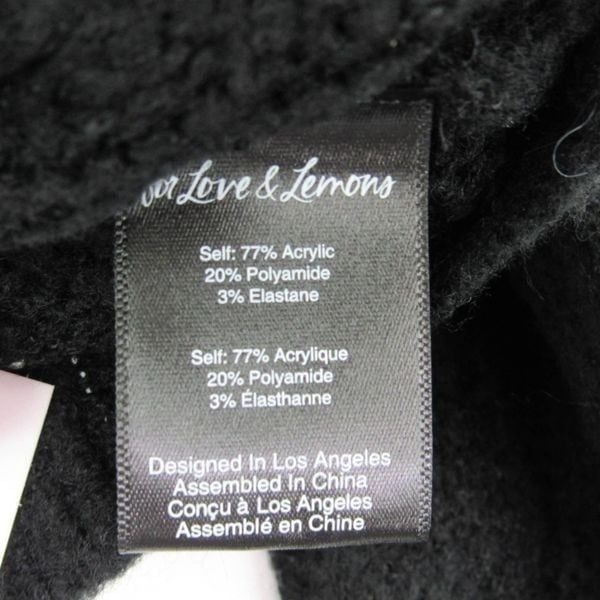 for Love & Lemons
Self: 77% Acrylic
20% Polyamide
3% Elastane
Self: 77% Acrylique
20% Polyamide
3% Élasthanne
Designed In Los Angeles
Assembled In China
Conçu à Los Angeles
Assemblé en Chine